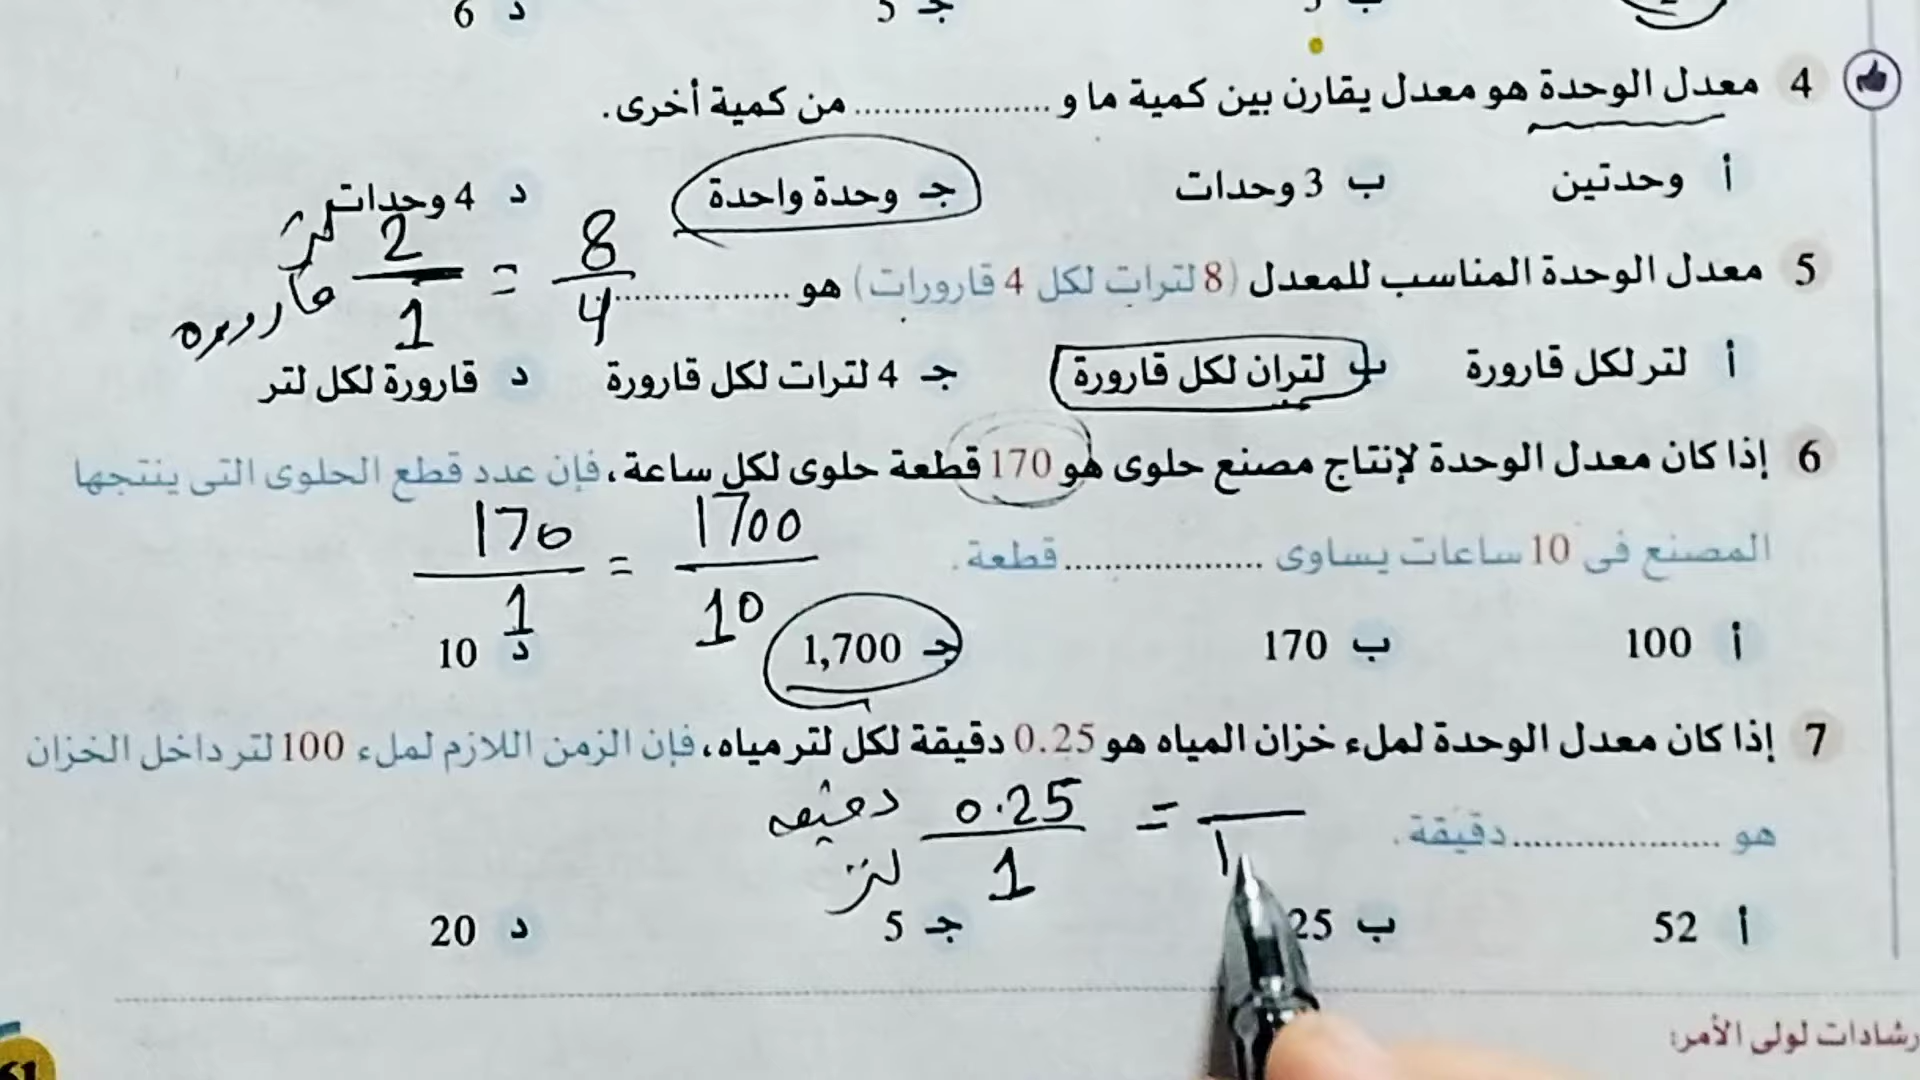 ب 3 جـ 5 د 6
4 معدل الوحدة هو معدل يقارن بين كمية ما و .................... من كمية أخرى.
أ وحدتين ب 3 وحدات جـ وحدة واحدة د 4 وحدات
5 معدل الوحدة المناسب للمعدل (8 لترات لكل 4 قارورات) هو ....................
8/4 = 2/1 لتر قاروره
أ لتر لكل قارورة ب لتران لكل قارورة جـ 4 لترات لكل قارورة د قارورة لكل لتر
6 إذا كان معدل الوحدة لإنتاج مصنع حلوى هو 170 قطعة حلوى لكل ساعة، فإن عدد قطع الحلوى التى ينتجها
المصنع فى 10 ساعات يساوى .................... قطعة.
170/1 = 1700/10
أ 100 ب 170 جـ 1,700 د 10
7 إذا كان معدل الوحدة لملء خزان المياه هو 0.25 دقيقة لكل لتر مياه، فإن الزمن اللازم لملء 100 لتر داخل الخزان
هو .................... دقيقة.
دقيقه 0.25 / لتر 1 = /1
أ 52 ب 25 جـ 5 د 20
رشادات لولى الأمر:
61